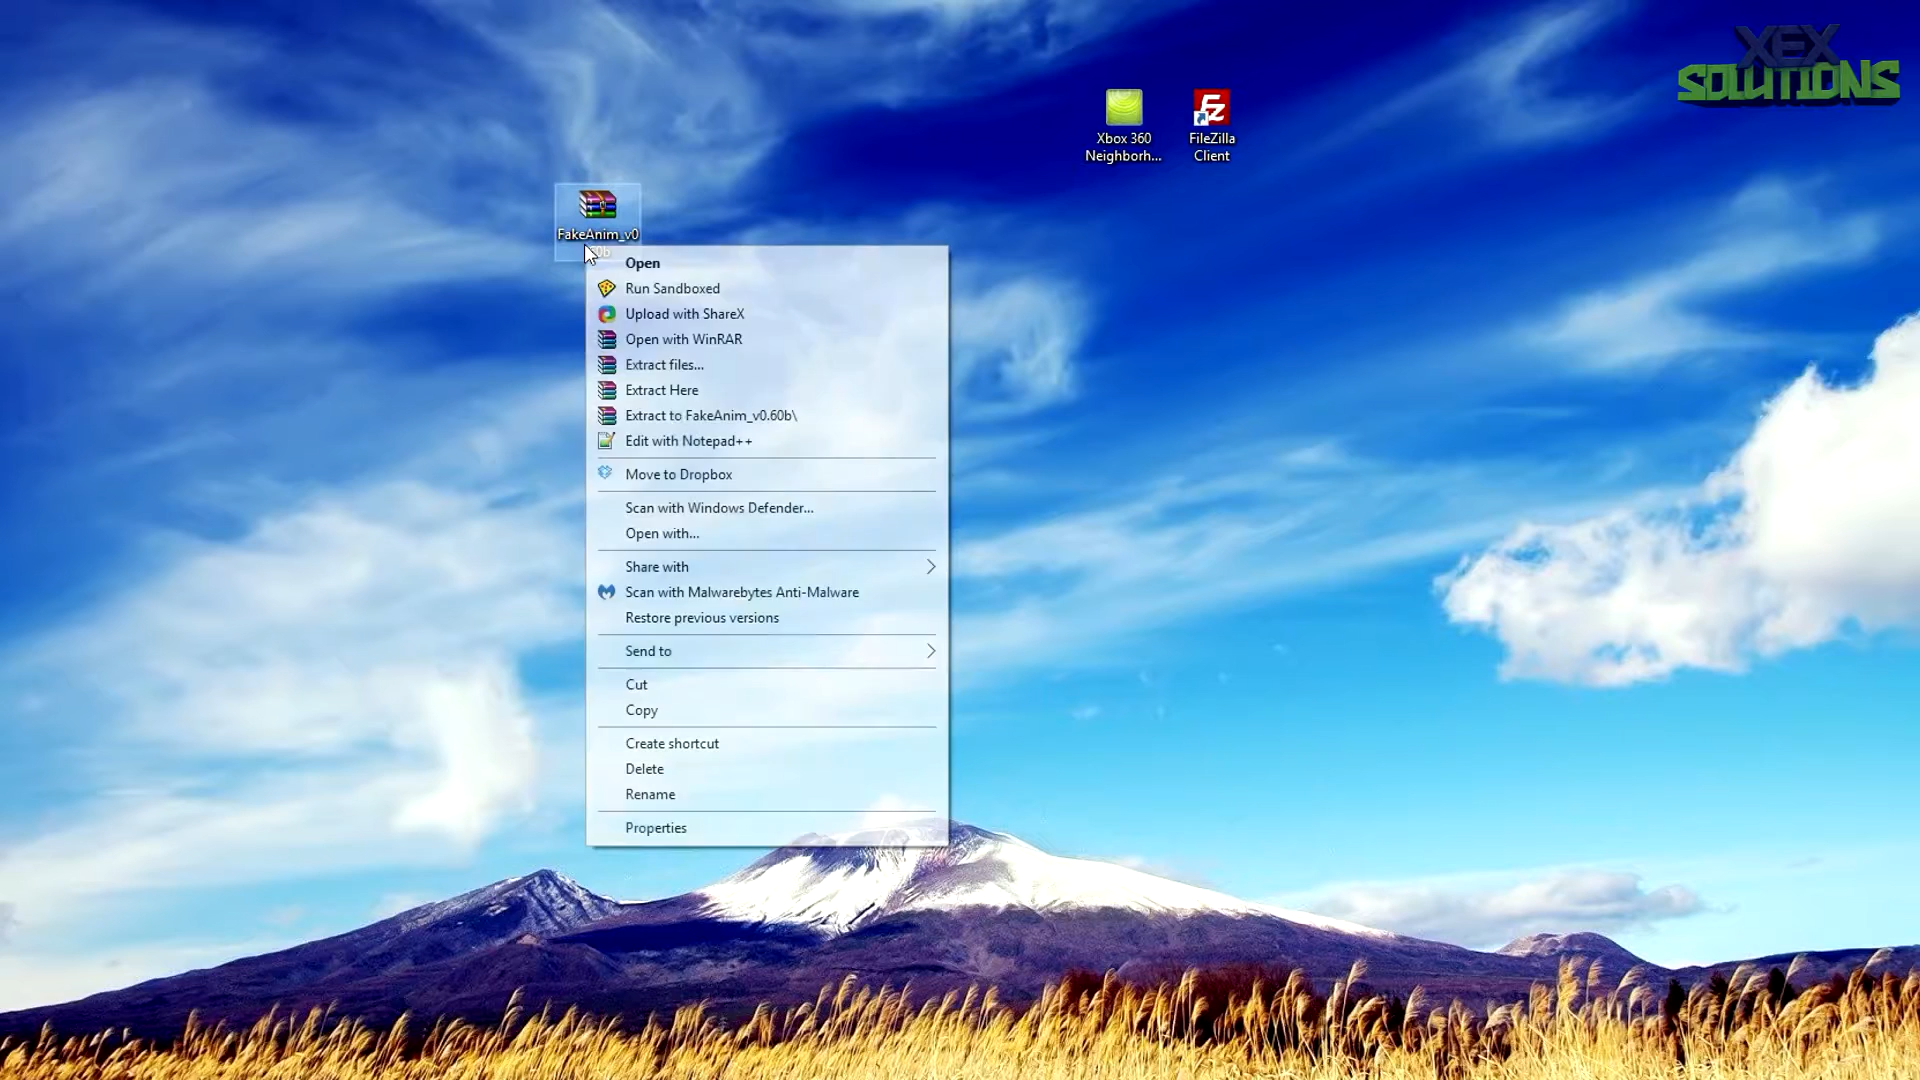 XEX
SOLUTIONS
Xbox 360
Neighborh...
FileZilla
Client
FakeAnim_v0
Open
Run Sandboxed
Upload with ShareX
Open with WinRAR
Extract files...
Extract Here
Extract to FakeAnim_v0.60b\
Edit with Notepad++
Move to Dropbox
Scan with Windows Defender...
Open with...
Share with
Scan with Malwarebytes Anti-Malware
Restore previous versions
Send to
Cut
Copy
Create shortcut
Delete
Rename
Properties